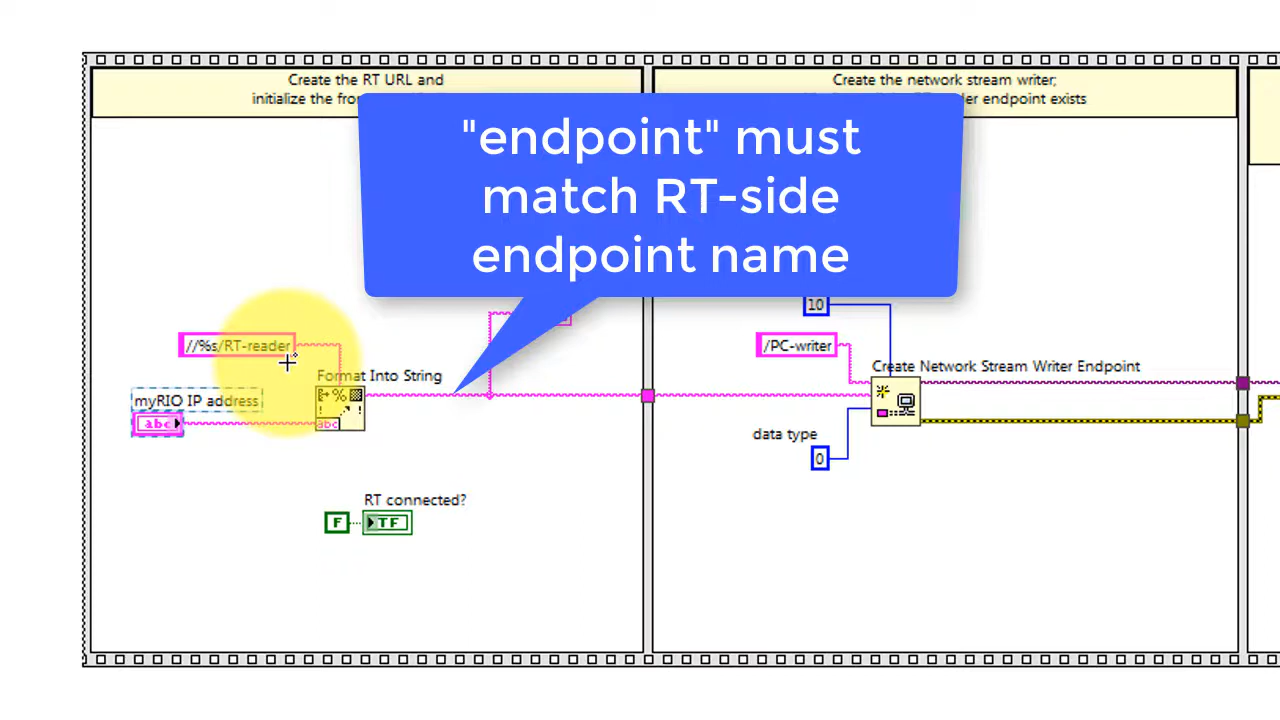 Create the RT URL and
initialize the fro
Create the network stream writer;
er endpoint exists
"endpoint" must
match RT-side
endpoint name
10
//%s/RT-reader
/PC-writer
Format Into String
Create Network Stream Writer Endpoint
myRIO IP address
abc
abc
data type
0
RT connected?
F
TF